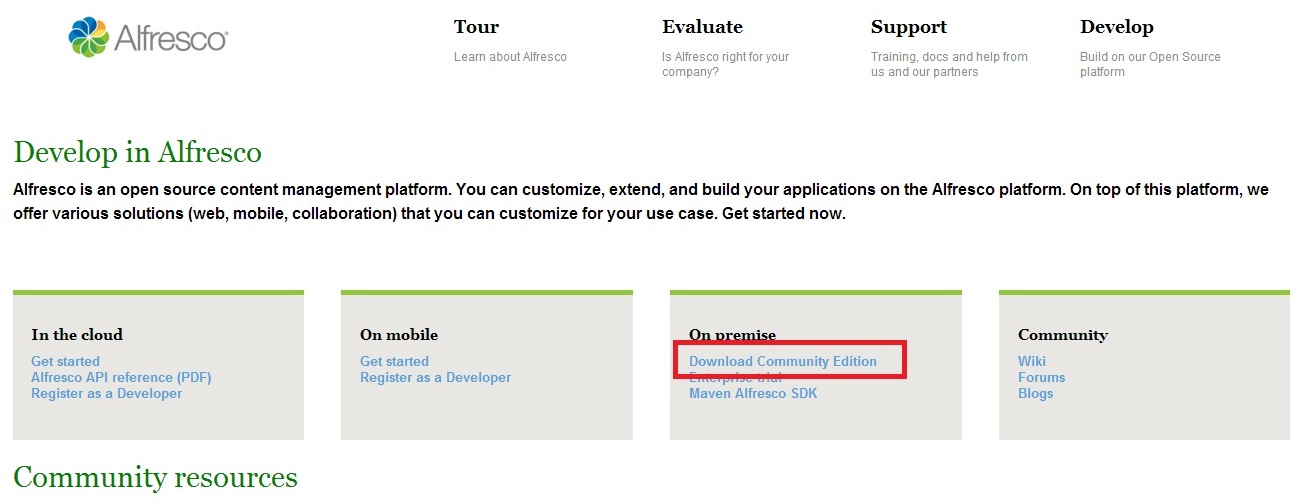 Alfresco
Tour
Learn about Alfresco
Evaluate
Is Alfresco right for your
company?
Support
Training, docs and help from
us and our partners
Develop
Build on our Open Source
platform
Develop in Alfresco
Alfresco is an open source content management platform. You can customize, extend, and build your applications on the Alfresco platform. On top of this platform, we
offer various solutions (web, mobile, collaboration) that you can customize for your use case. Get started now.
In the cloud
Get started
Alfresco API reference (PDF)
Register as a Developer
On mobile
Get started
Register as a Developer
On premise
Download Community Edition
Enterprise trial
Maven Alfresco SDK
Community
Wiki
Forums
Blogs
Community resources